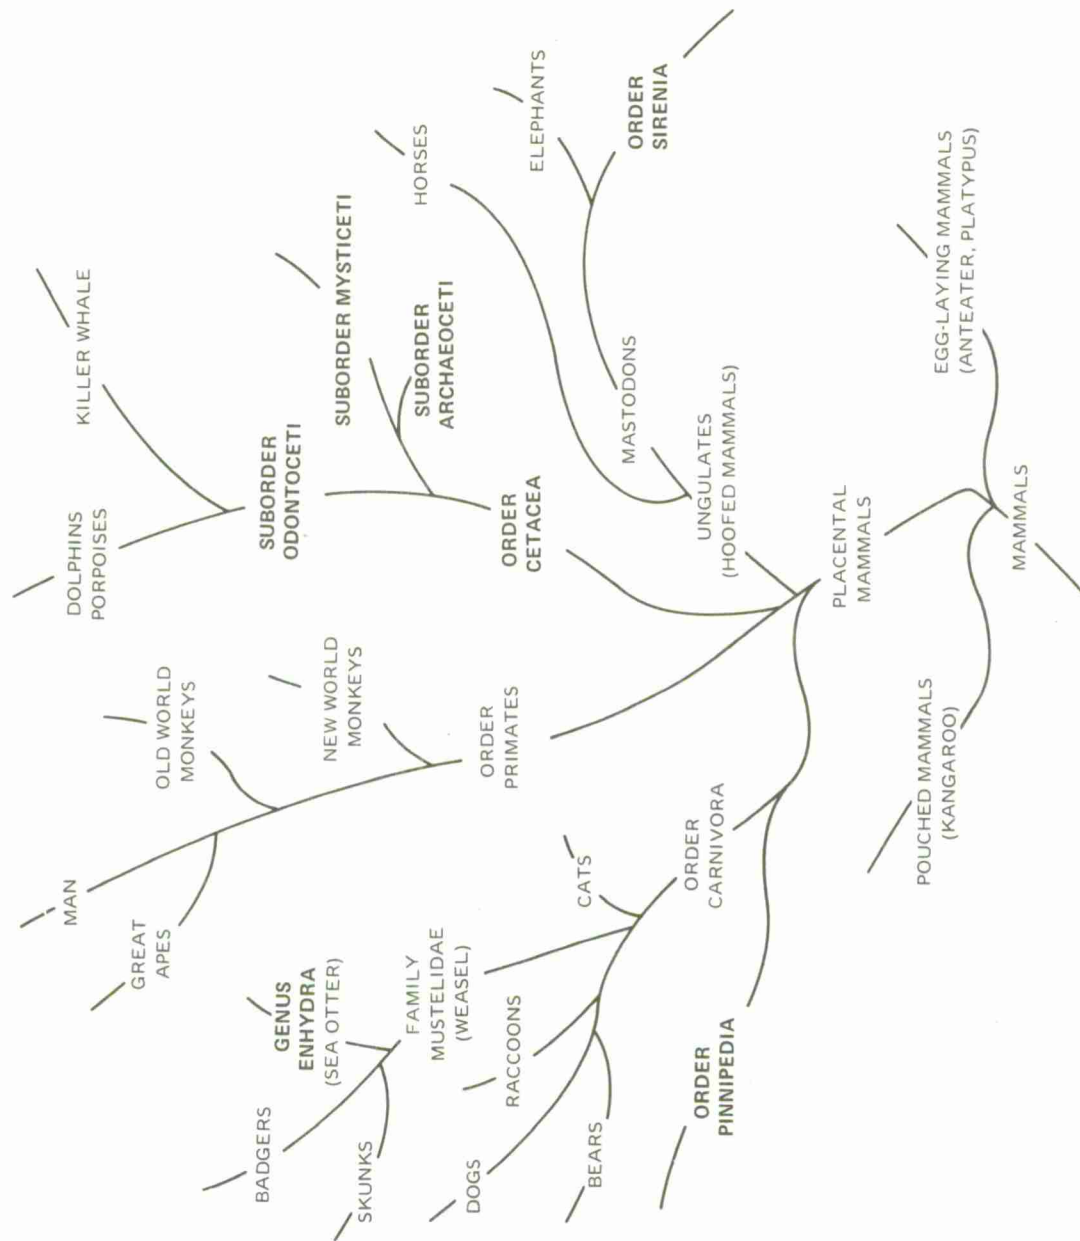 MAN
GREAT
APES
OLD WORLD
MONKEYS
NEW WORLD
MONKEYS
ORDER
PRIMATES
DOLPHINS
PORPOISES
KILLER WHALE
SUBORDER
ODONTOCETI
SUBORDER MYSTICETI
SUBORDER
ARCHAEOCETI
ORDER
CETACEA
HORSES
ELEPHANTS
ORDER
SIRENIA
MASTODONS
UNGULATES
(HOOFED MAMMALS)
BADGERS
SKUNKS
GENUS
ENHYDRA
(SEA OTTER)
FAMILY
MUSTELIDAE
(WEASEL)
CATS
RACCOONS
DOGS
BEARS
ORDER
CARNIVORA
ORDER
PINNIPEDIA
PLACENTAL
MAMMALS
POUCHED MAMMALS
(KANGAROO)
EGG-LAYING MAMMALS
(ANTEATER, PLATYPUS)
MAMMALS